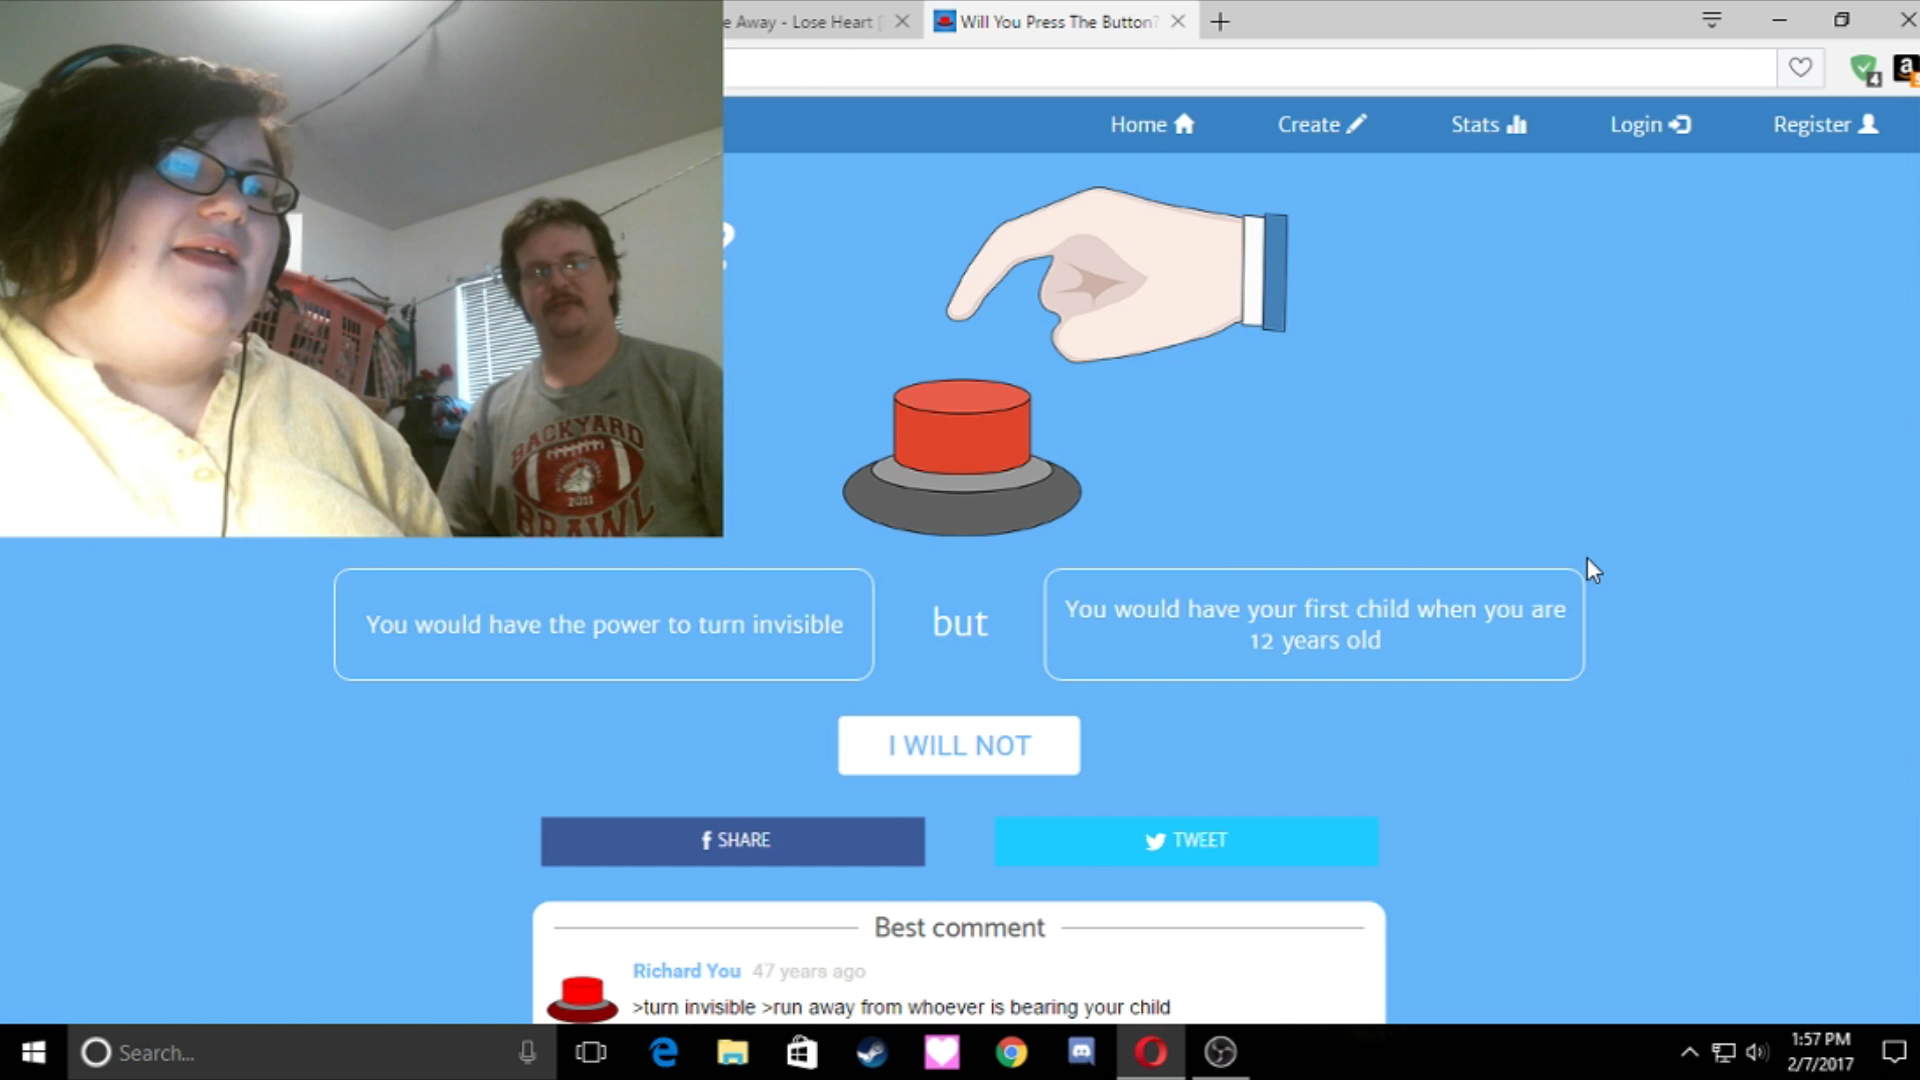 e Away - Lose Heart [
Will You Press The Button?
4
a
Home
Create
Stats
Login
Register
?
BACKYARD
2011
BRAWL
You would have the power to turn invisible
but
You would have your first child when you are
12 years old
I WILL NOT
f SHARE
TWEET
Best comment
Richard You 47 years ago
>turn invisible >run away from whoever is bearing your child
Search...
1:57 PM
2/7/2017